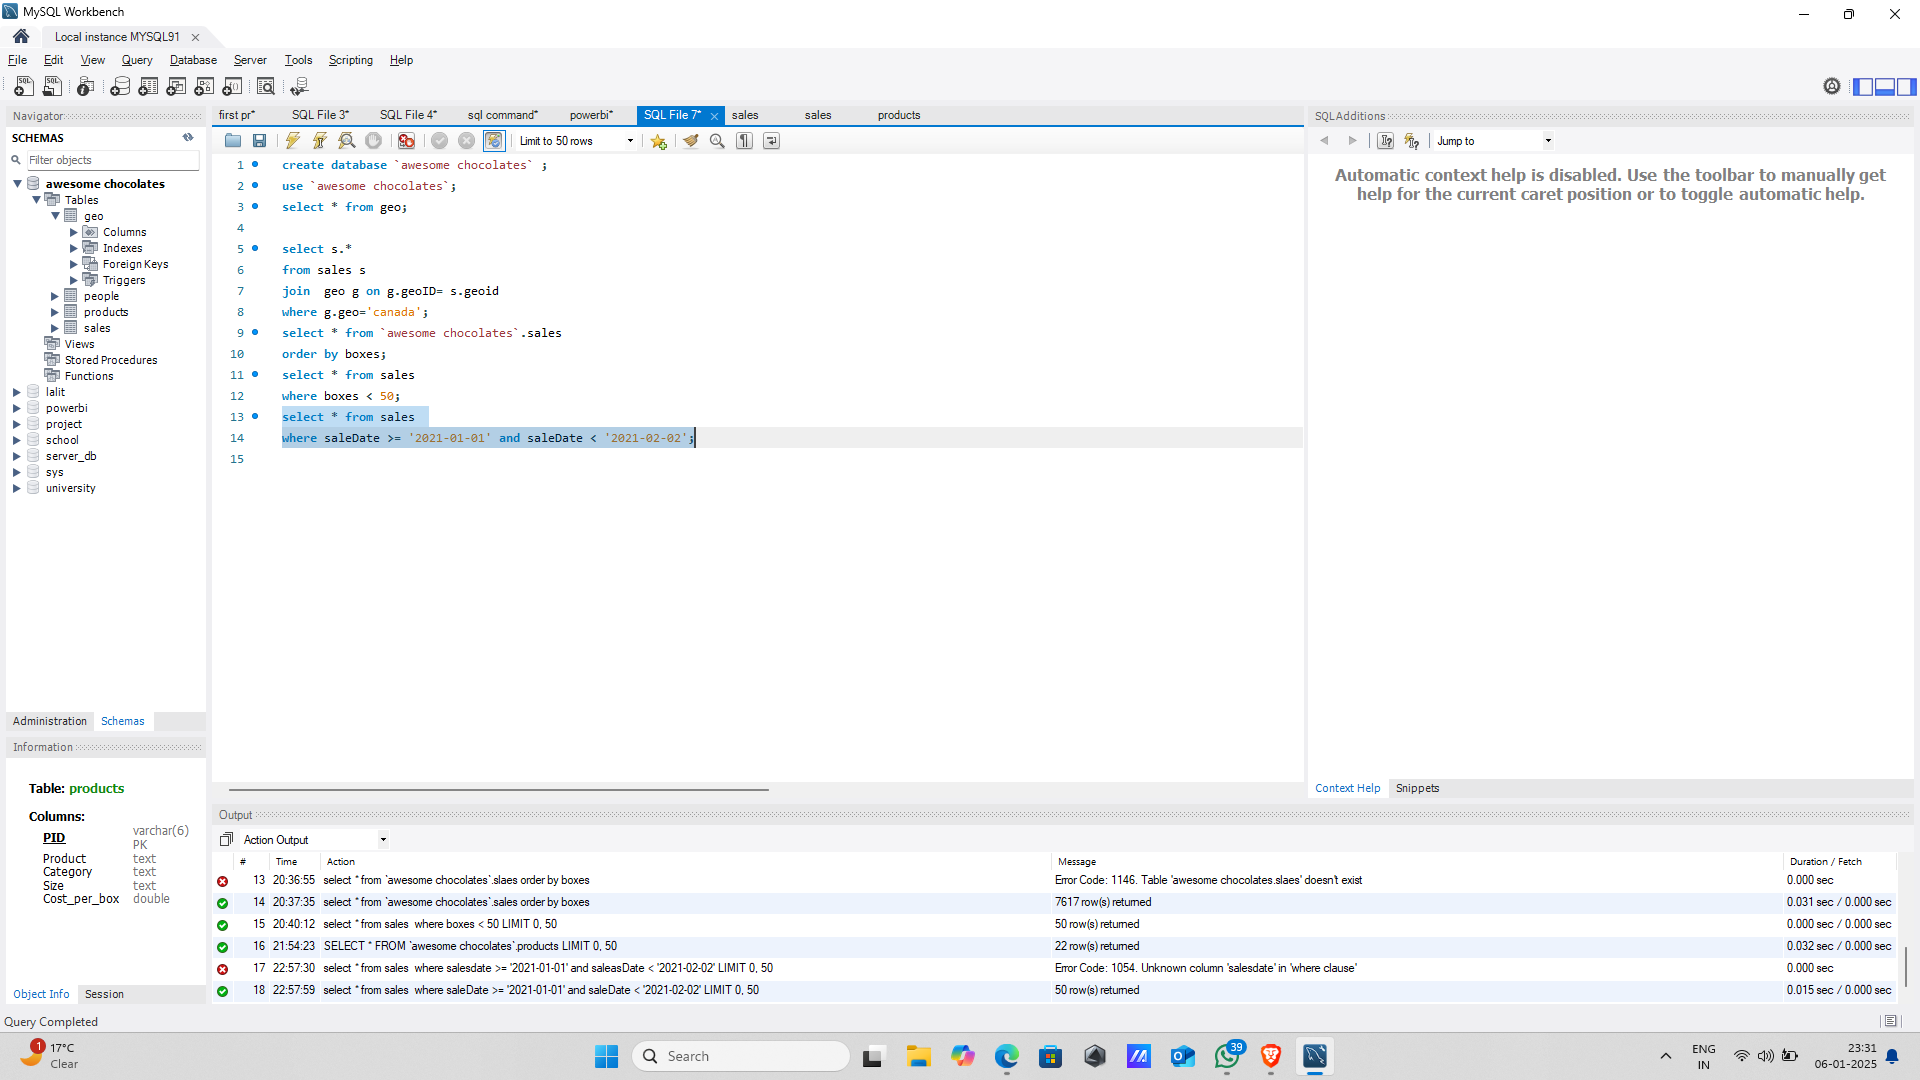 MySQL Workbench
Local instance MYSQL91
File Edit View Query Database Server Tools Scripting Help
Navigator
SCHEMAS
Filter objects
awesome chocolates
Tables
geo
Columns
Indexes
Foreign Keys
Triggers
people
products
sales
Views
Stored Procedures
Functions
lalit
powerbi
project
school
server_db
sys
university
Administration Schemas
Information
Table: products
Columns:
PID varchar(6)
PK
Product text
Category text
Size text
Cost_per_box double
Object Info Session
first pr* SQL File 3* SQL File 4* sql command* powerbi* SQL File 7* sales sales products
Limit to 50 rows
1 create database `awesome chocolates` ;
2 use `awesome chocolates`;
3 select * from geo;
4
5 select s.*
6 from sales s
7 join  geo g on g.geoID= s.geoid
8 where g.geo='canada';
9 select * from `awesome chocolates`.sales
10 order by boxes;
11 select * from sales
12 where boxes < 50;
13 select * from sales
14 where saleDate >= '2021-01-01' and saleDate < '2021-02-02';
15
SQLAdditions
Jump to
Automatic context help is disabled. Use the toolbar to manually get
help for the current caret position or to toggle automatic help.
Context Help Snippets
Output
Action Output
# Time Action Message Duration / Fetch
13 20:36:55 select * from `awesome chocolates`.slaes order by boxes Error Code: 1146. Table 'awesome chocolates.slaes' doesn't exist 0.000 sec
14 20:37:35 select * from `awesome chocolates`.sales order by boxes 7617 row(s) returned 0.031 sec / 0.000 sec
15 20:40:12 select * from sales  where boxes < 50 LIMIT 0, 50 50 row(s) returned 0.000 sec / 0.000 sec
16 21:54:23 SELECT * FROM `awesome chocolates`.products LIMIT 0, 50 22 row(s) returned 0.032 sec / 0.000 sec
17 22:57:30 select * from sales  where salesdate >= '2021-01-01' and saleasDate < '2021-02-02' LIMIT 0, 50 Error Code: 1054. Unknown column 'salesdate' in 'where clause' 0.000 sec
18 22:57:59 select * from sales  where saleDate >= '2021-01-01' and saleDate < '2021-02-02' LIMIT 0, 50 50 row(s) returned 0.015 sec / 0.000 sec
Query Completed
1
17°C
Clear
Search
39
ENG
IN
23:31
06-01-2025